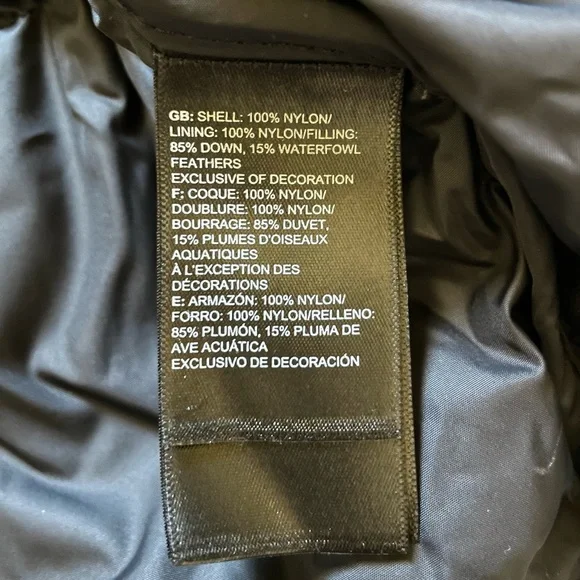 GB: SHELL: 100% NYLON/
LINING: 100% NYLON/FILLING:
85% DOWN, 15% WATERFOWL
FEATHERS
EXCLUSIVE OF DECORATION
F: COQUE: 100% NYLON/
DOUBLURE: 100% NYLON/
BOURRAGE: 85% DUVET,
15% PLUMES D'OISEAUX
AQUATIQUES
À L'EXCEPTION DES
DÉCORATIONS
E: ARMAZÓN: 100% NYLON/
FORRO: 100% NYLON/RELLENO:
85% PLUMÓN, 15% PLUMA DE
AVE ACUÁTICA
EXCLUSIVO DE DECORACIÓN